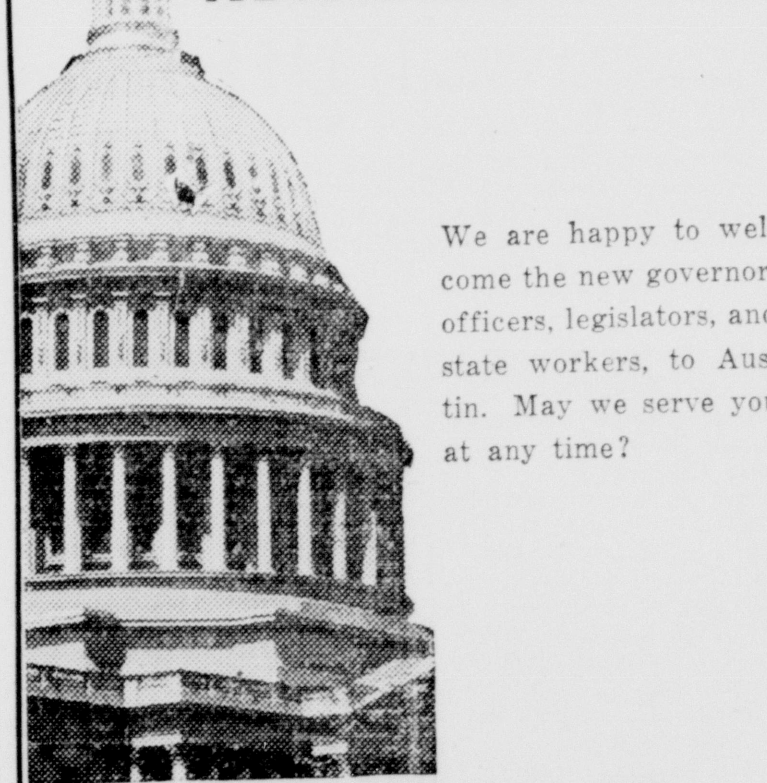 We are happy to wel
come the new governor
officers, legislators, and
state workers, to Aus
tin. May we serve you
at any time?